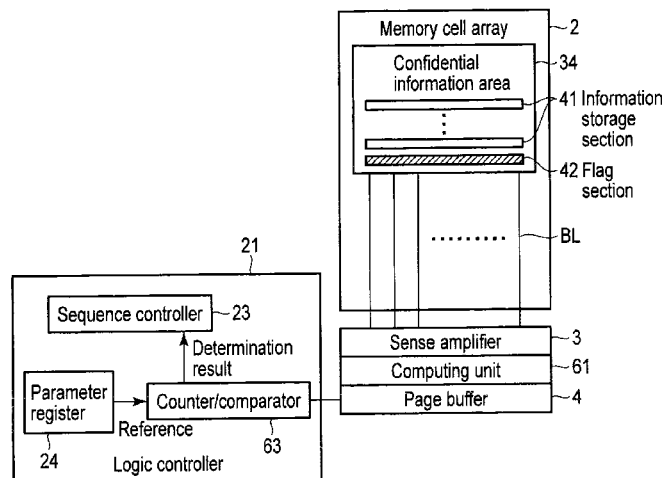 Memory cell array
2
Confidential
information area
34
41 Information
storage
section
42 Flag
section
BL
21
Sequence controller
23
Determination
result
Parameter
register
Reference
24
Counter/comparator
63
Logic controller
Sense amplifier
3
Computing unit
61
Page buffer
4